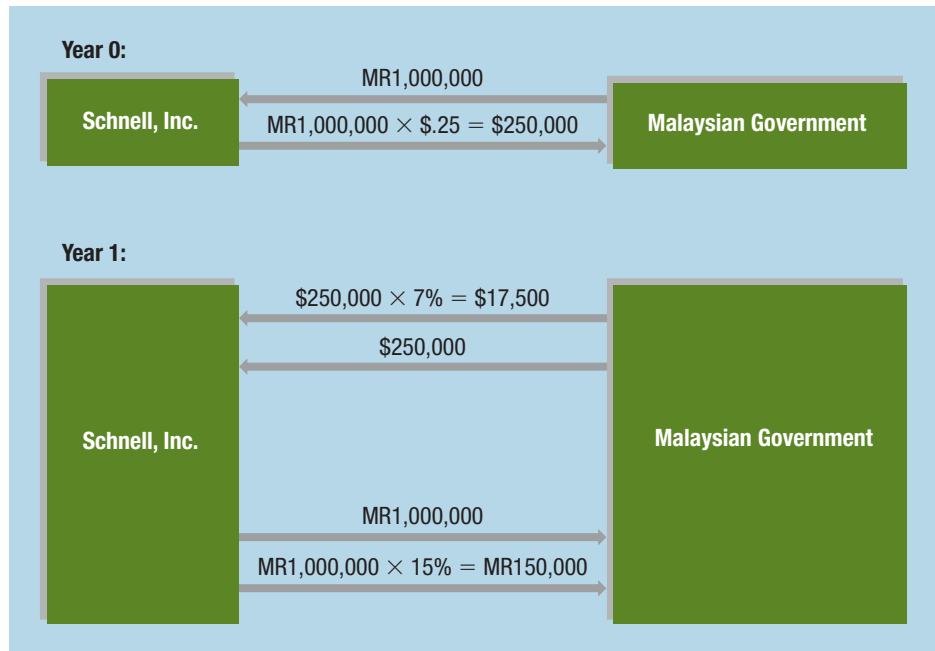 Year 0:
MR1,000,000
Schnell, Inc.
MR1,000,000 × $.25 = $250,000
Malaysian Government
Year 1:
$250,000 × 7% = $17,500
$250,000
Schnell, Inc.
Malaysian Government
MR1,000,000
MR1,000,000 × 15% = MR150,000